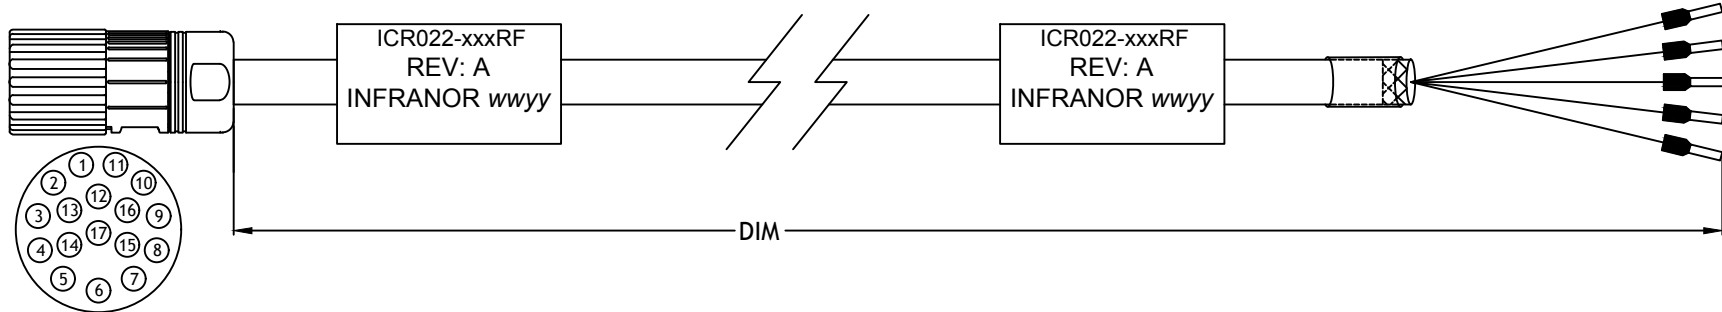 ICR022-xxxRF
REV: A
INFRANOR wwyy
ICR022-xxxRF
REV: A
INFRANOR wwyy
1 11
2 10
12
3 13 16 9
17
4 14 15 8
5 7
6
DIM